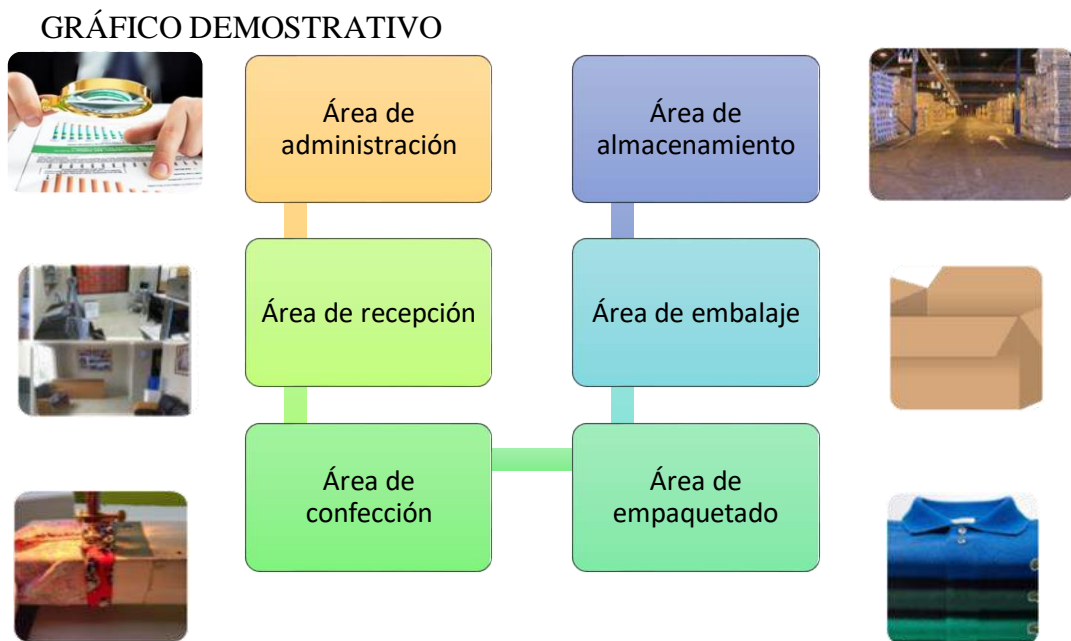 GRÁFICO DEMOSTRATIVO
Área de
administración
Área de recepción
Área de
confección
Área de
empaquetado
Área de embalaje
Área de
almacenamiento